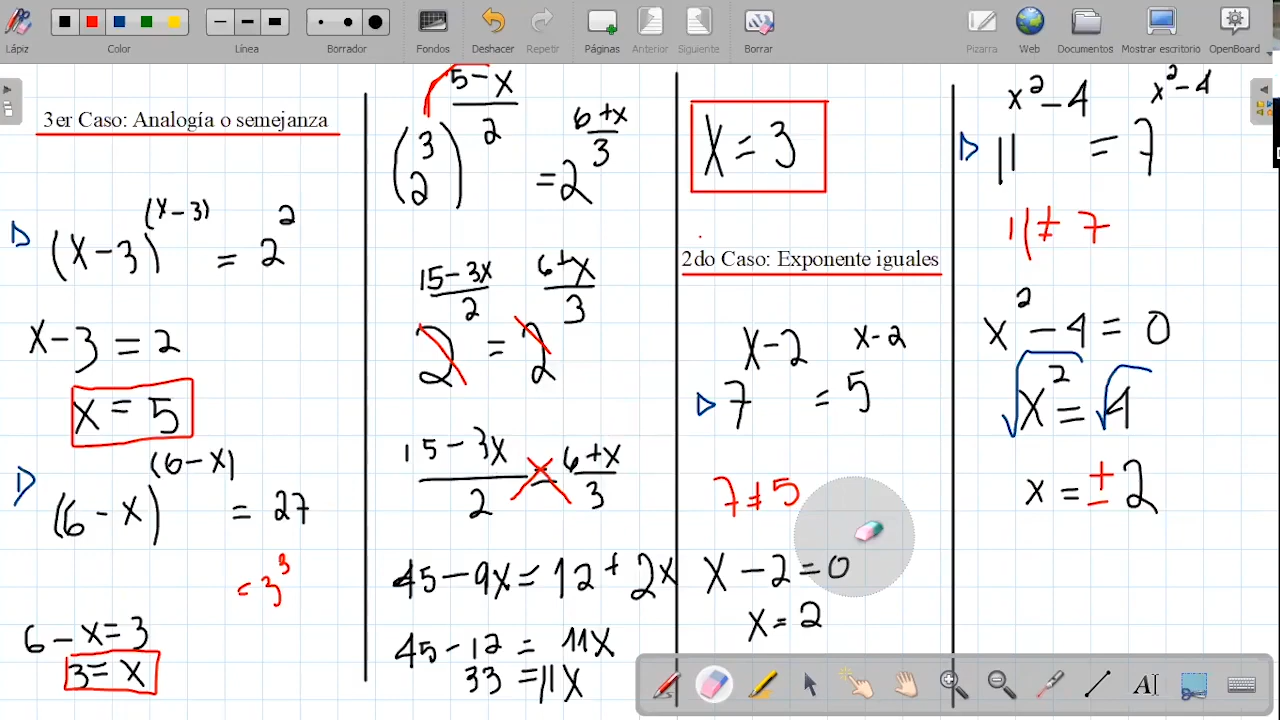 Lápiz Color Línea Borrador Fondos Deshacer Repetir Páginas Anterior Siguiente Borrar Pizarra Web Documentos Mostrar escritorio OpenBoard
3er Caso: Analogía o semejanza
(x-3)^(x-3) = 2^2
x-3 = 2
x = 5
(6-x)^(6-x) = 27
= 3^3
6-x=3
3=x
(3 2)^(5-x)/2 = 2^(6+x)/3
2^(15-3x)/2 = 2^(6+x)/3
(15-3x)/2 = (6+x)/3
45-9x = 12+2x
45-12 = 11x
33 = 11x
x = 3
2do Caso: Exponente iguales
7^x-2 = 5^x-2
7≠5
x-2=0
x=2
11^x²-4 = 7^x²-4
11≠7
x²-4=0
√x² = √4
x = ±2
AI